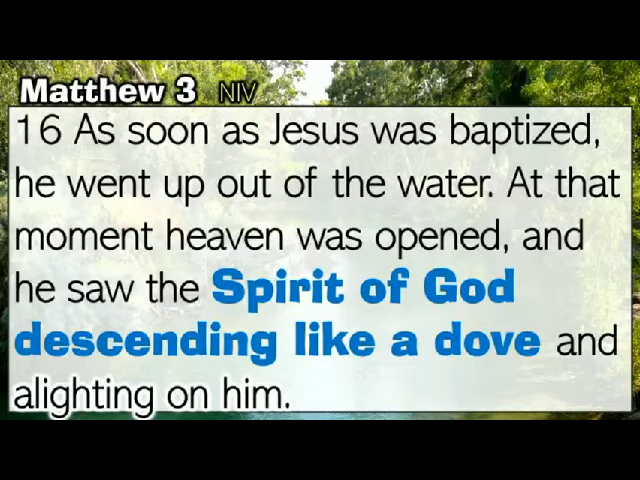 Matthew 3 NIV
16 As soon as Jesus was baptized,
he went up out of the water. At that
moment heaven was opened, and
he saw the Spirit of God
descending like a dove and
alighting on him.